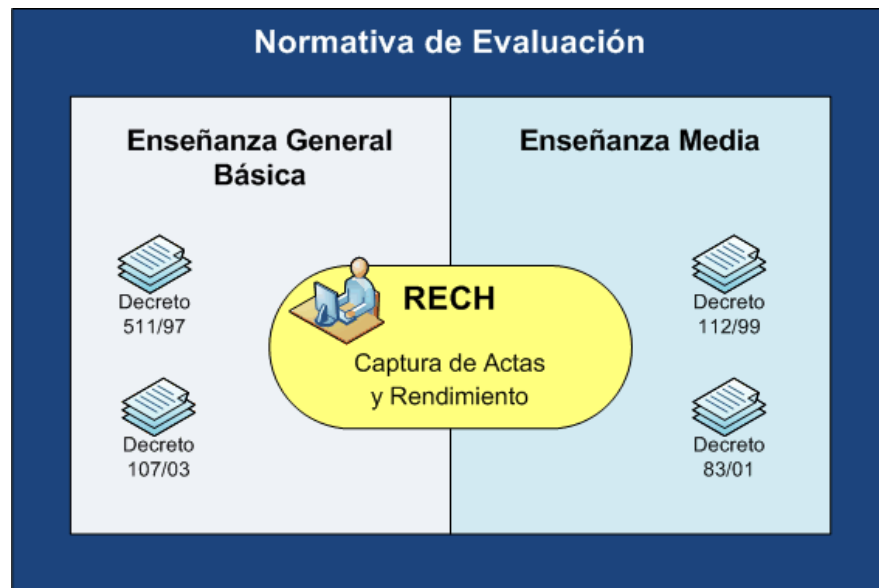 Normativa de Evaluación
Enseñanza General
Básica
Decreto
511/97
Decreto
107/03
RECH
Captura de Actas
y Rendimiento
Enseñanza Media
Decreto
112/99
Decreto
83/01